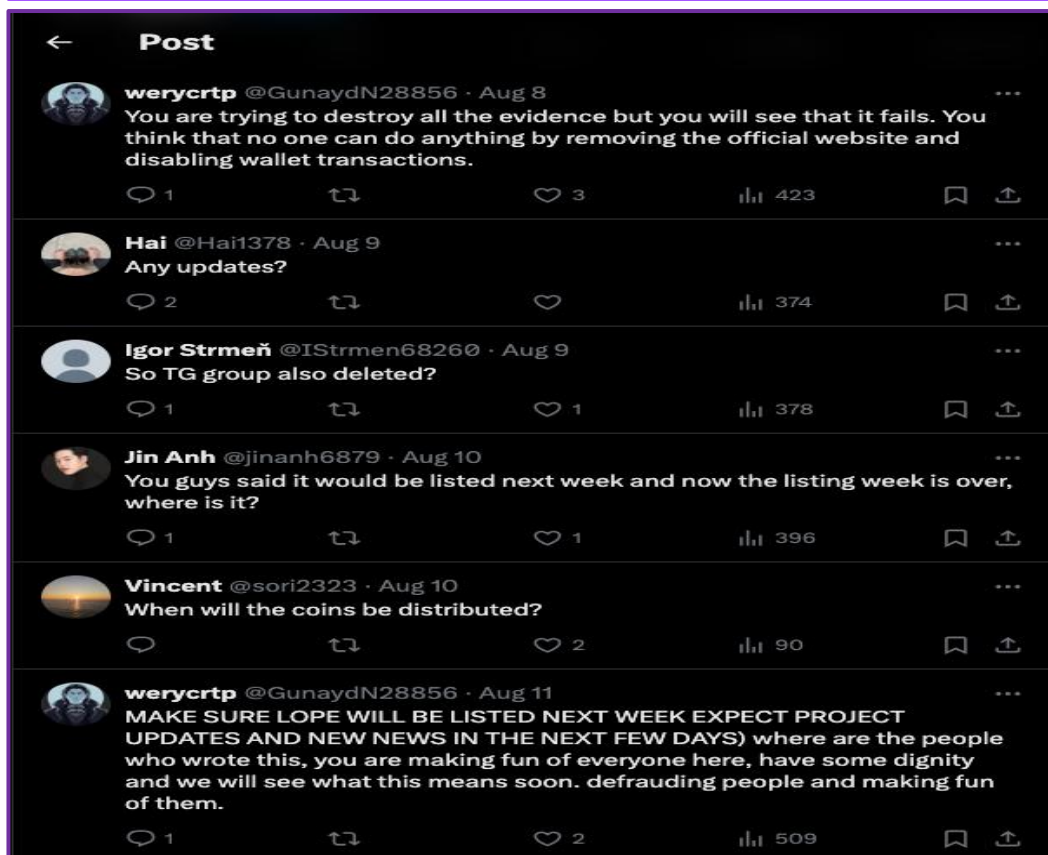 Post
werycrtp @GunaydN28856 · Aug 8
You are trying to destroy all the evidence but you will see that it fails. You
think that no one can do anything by removing the official website and
disabling wallet transactions.
1 3 423
Hai @Hai1378 · Aug 9
Any updates?
2 374
Igor Strmeň @IStrmen68260 · Aug 9
So TG group also deleted?
1 1 378
Jin Anh @jinanh6879 · Aug 10
You guys said it would be listed next week and now the listing week is over,
where is it?
1 1 396
Vincent @sori2323 · Aug 10
When will the coins be distributed?
2 90
werycrtp @GunaydN28856 · Aug 11
MAKE SURE LOPE WILL BE LISTED NEXT WEEK EXPECT PROJECT
UPDATES AND NEW NEWS IN THE NEXT FEW DAYS) where are the people
who wrote this, you are making fun of everyone here, have some dignity
and we will see what this means soon. defrauding people and making fun
of them.
1 2 509